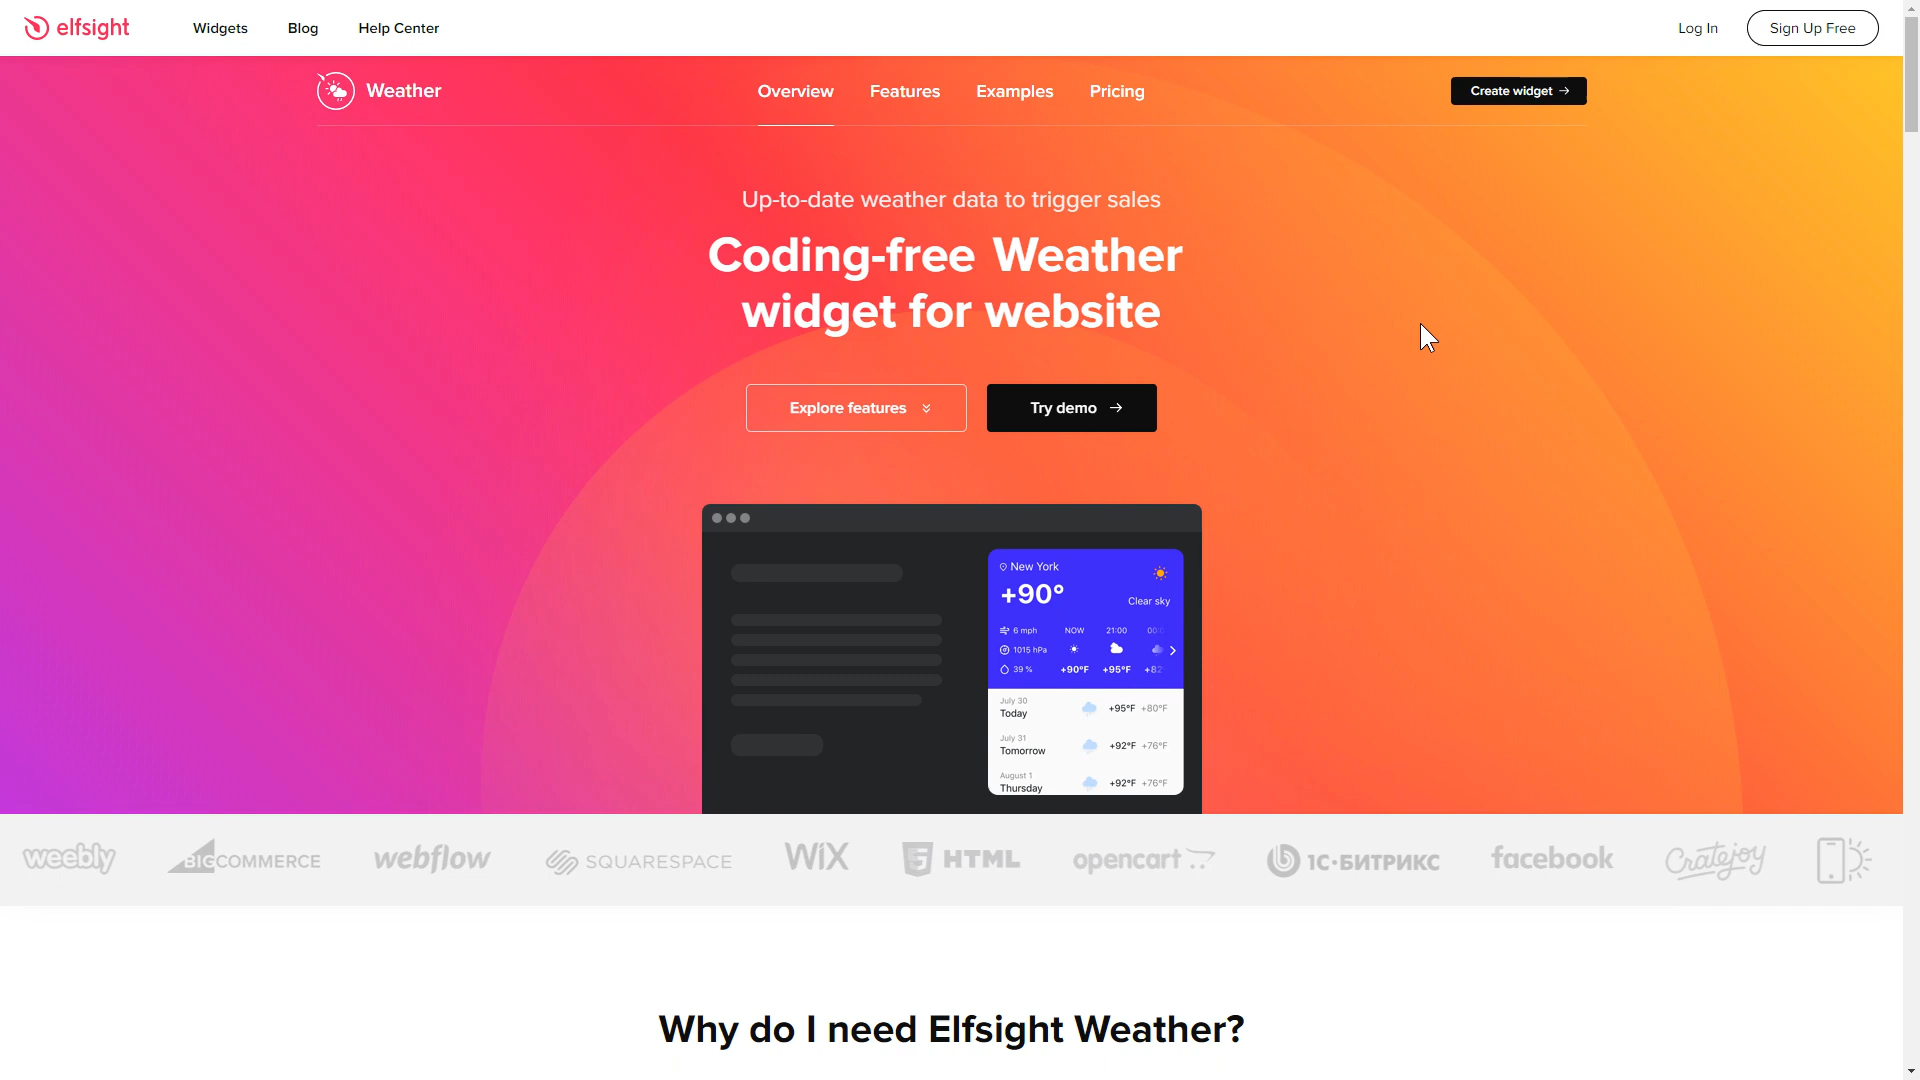 elfsight
Widgets
Blog
Help Center
Log In
Sign Up Free
Weather
Overview
Features
Examples
Pricing
Create widget
Up-to-date weather data to trigger sales
Coding-free Weather
widget for website
Explore features
Try demo
New York
+90°
Clear sky
6 mph
NOW
21:00
1015 hPa
39 %
+90°F
+95°F
+82
July 30
Today
+95°F
+80°F
July 31
Tomorrow
+92°F
+76°F
August 1
Thursday
+92°F
+76°F
weebly
BIGCOMMERCE
webflow
SQUARESPACE
WIX
HTML
opencart
1С-БИТРИКС
facebook
Cratejoy
Why do I need Elfsight Weather?